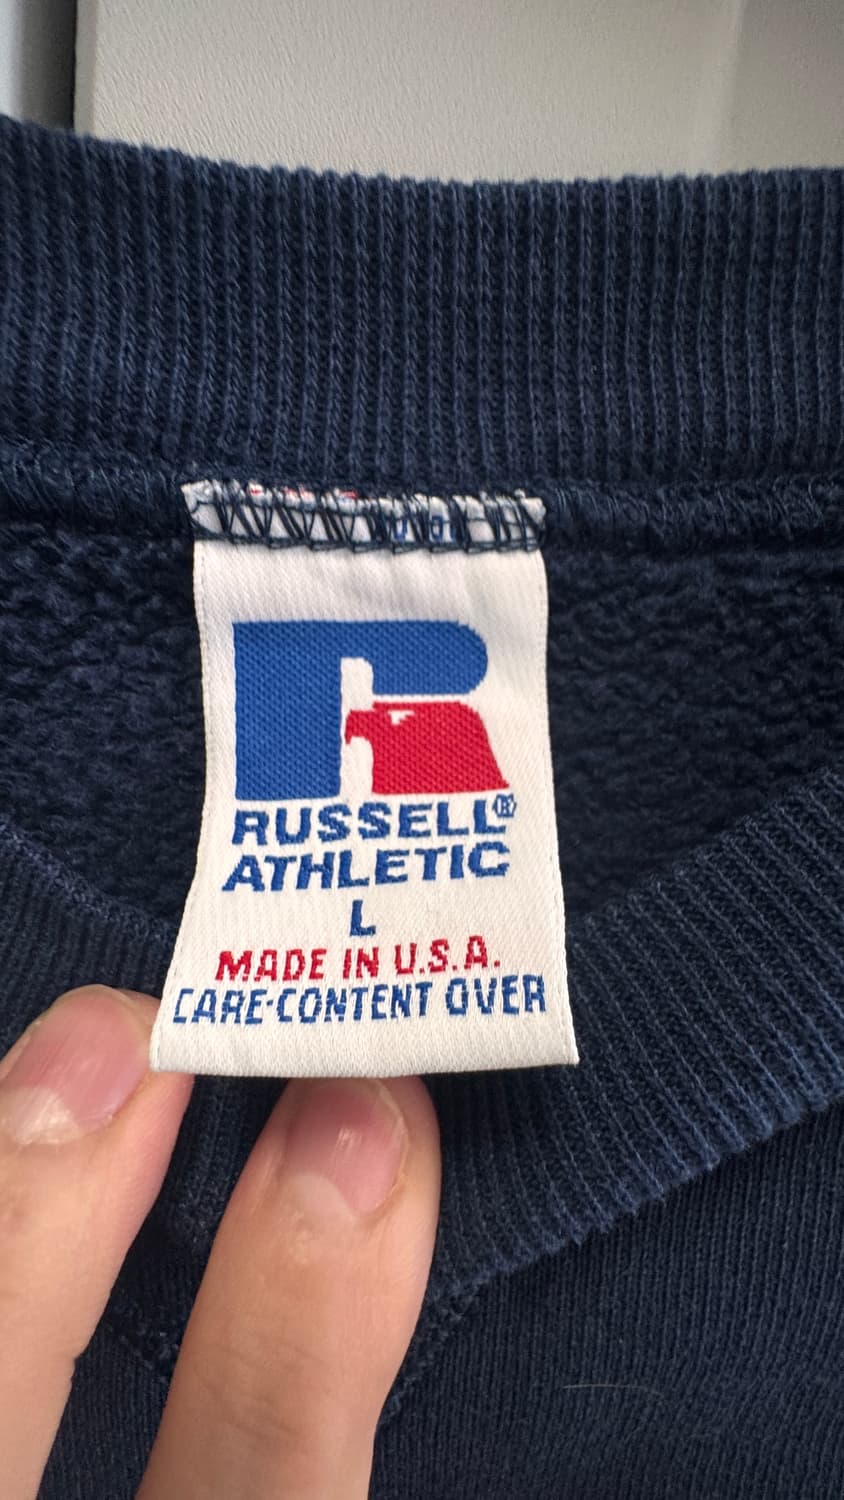 RUSSELL®
ATHLETIC
L
MADE IN U.S.A.
CARE-CONTENT OVER